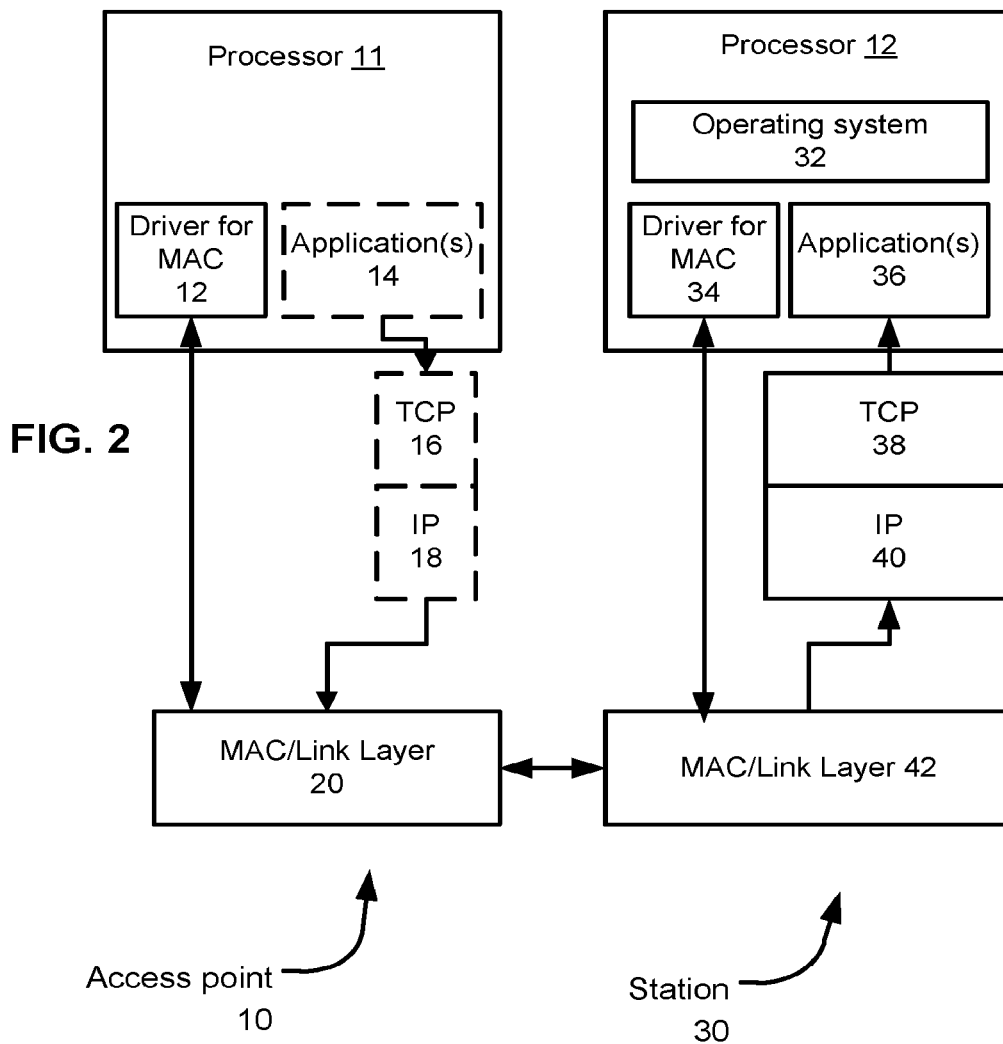 Processor 11
Driver for
MAC
12
Application(s)
14
TCP
16
IP
18
MAC/Link Layer
20
Access point
10
FIG. 2
Processor 12
Operating system
32
Driver for
MAC
34
Application(s)
36
TCP
38
IP
40
MAC/Link Layer 42
Station
30